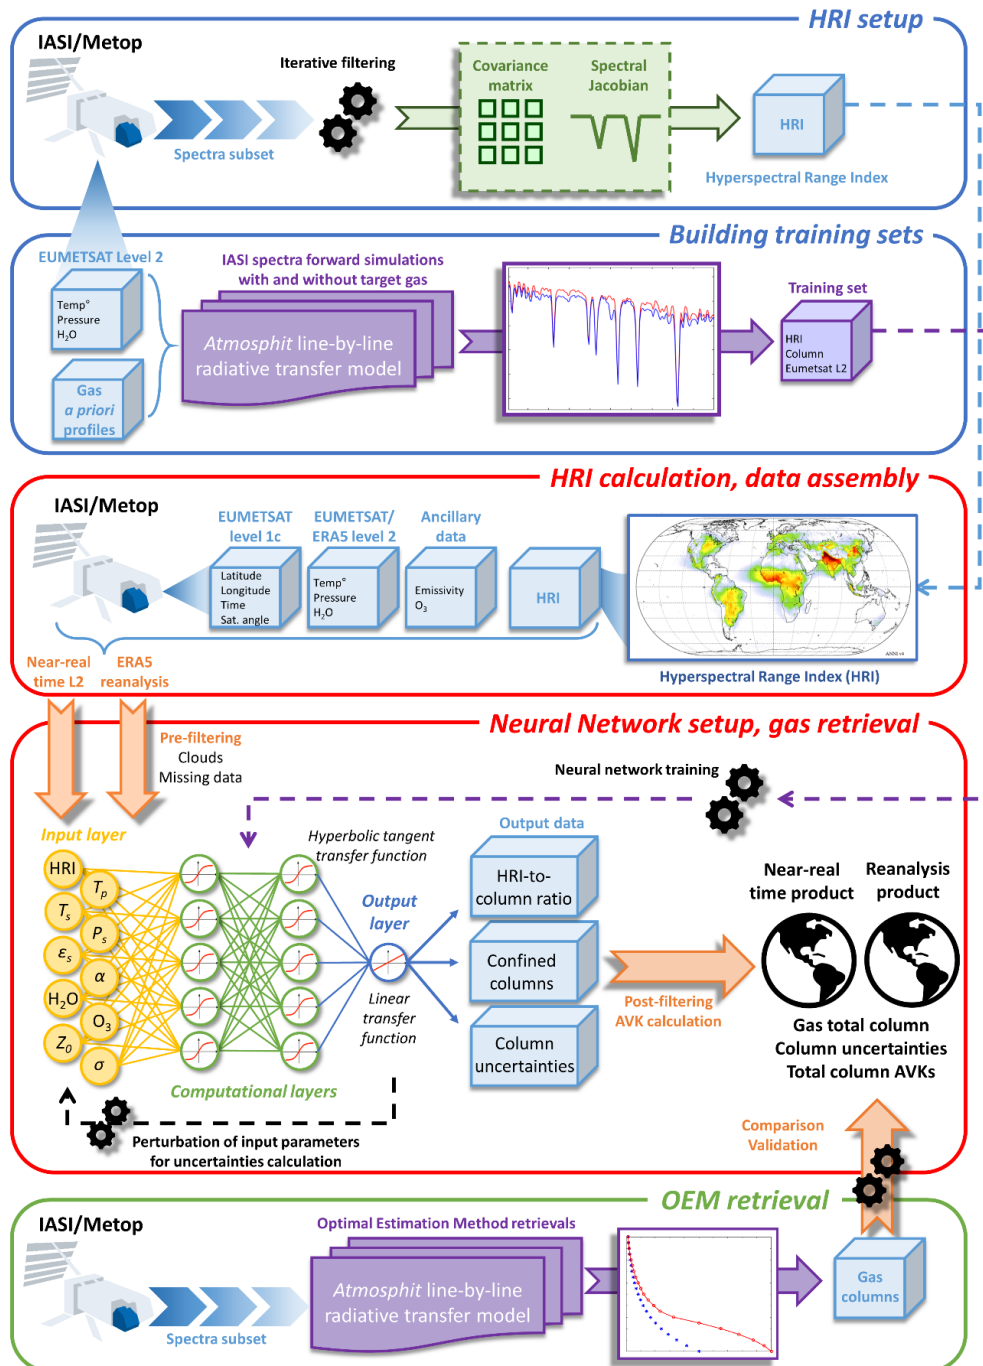 HRI setup
IASI/Metop
Iterative filtering
Covariance
matrix
Spectral
Jacobian
HRI
Spectra subset
Hyperspectral Range Index
Building training sets
EUMETSAT Level 2
Temp°
Pressure
H₂O
Gas
a priori
profiles
IASI spectra forward simulations
with and without target gas
Atmosphit line-by-line
radiative transfer model
Training set
HRI
Column
Eumetsat L2
HRI calculation, data assembly
IASI/Metop
EUMETSAT
level 1c
Latitude
Longitude
Time
Sat. angle
EUMETSAT/
ERA5 level 2
Temp°
Pressure
H₂O
Ancillary
data
Emissivity
O₃
HRI
Hyperspectral Range Index (HRI)
Near-real
time L2
ERA5
reanalysis
Neural Network setup, gas retrieval
Pre-filtering
Clouds
Missing data
Neural network training
Input layer
HRI
Tₚ
Tₛ
Pₛ
εₛ
α
H₂O
O₃
Z₀
σ
Hyperbolic tangent
transfer function
Output
layer
Linear
transfer
function
Computational layers
Perturbation of input parameters
for uncertainties calculation
Output data
HRI-to-
column ratio
Confined
columns
Column
uncertainties
Post-filtering
AVK calculation
Near-real
time product
Reanalysis
product
Gas total column
Column uncertainties
Total column AVKs
Comparison
Validation
OEM retrieval
IASI/Metop
Spectra subset
Optimal Estimation Method retrievals
Atmosphit line-by-line
radiative transfer model
Gas
columns